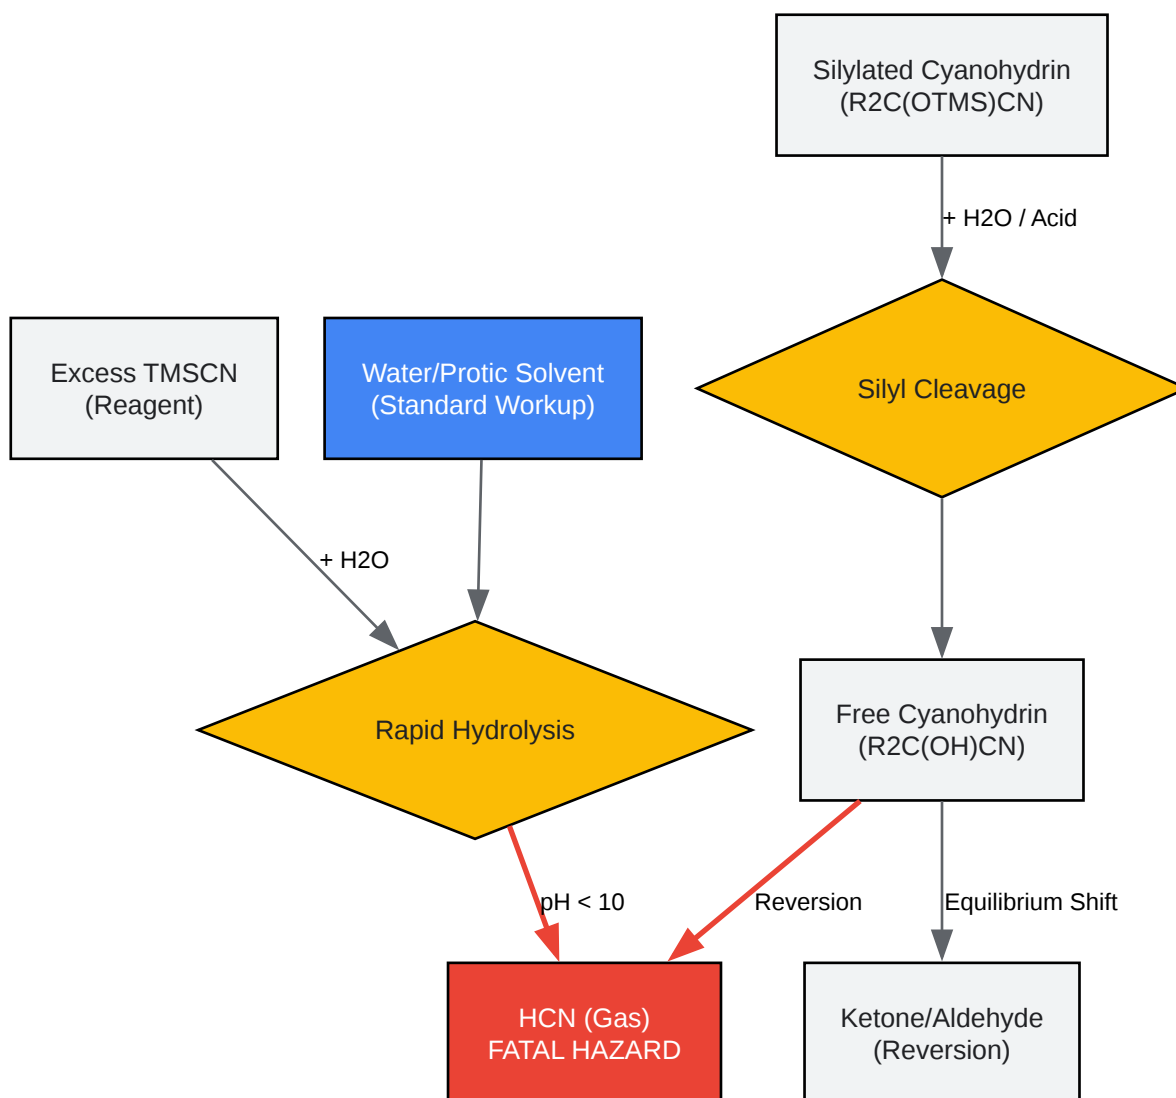 Silylated Cyanohydrin
(R2C(OTMS)CN)
+ H2O / Acid
Silyl Cleavage
Excess TMSCN
(Reagent)
Water/Protic Solvent
(Standard Workup)
+ H2O
Rapid Hydrolysis
Free Cyanohydrin
(R2C(OH)CN)
pH < 10
Reversion
Equilibrium Shift
HCN (Gas)
FATAL HAZARD
Ketone/Aldehyde
(Reversion)